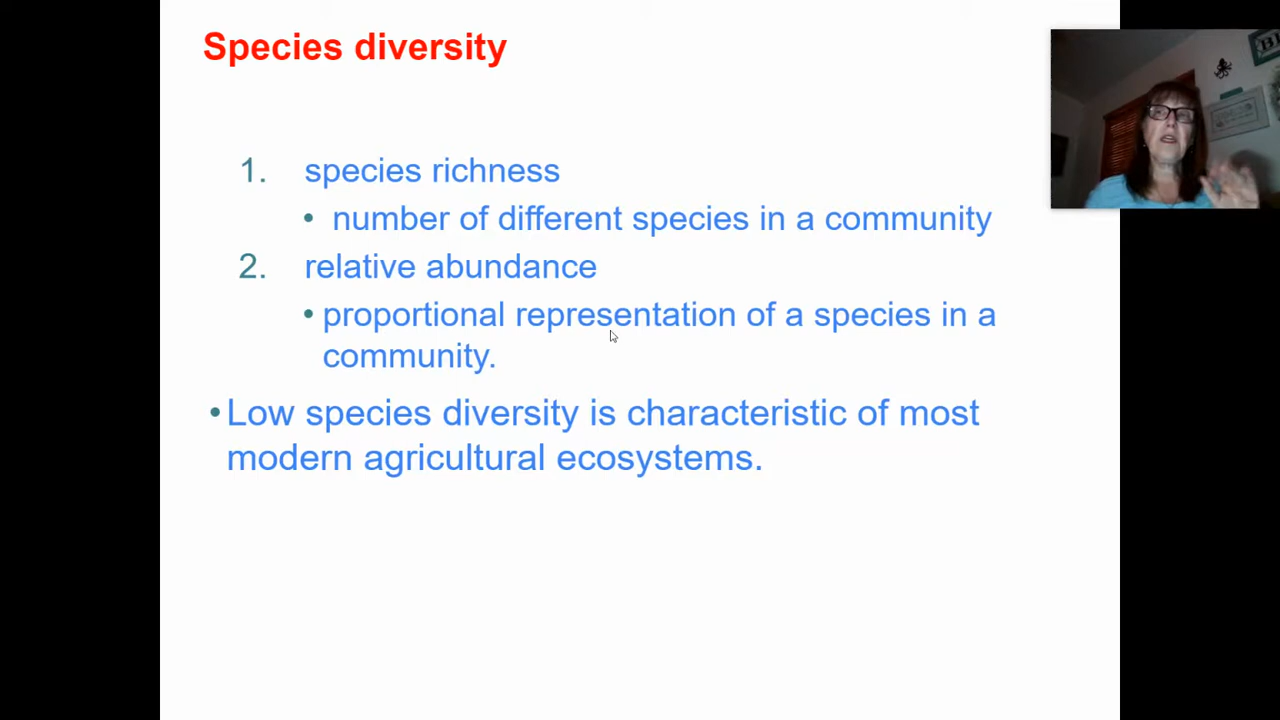 Species diversity
1. species richness
• number of different species in a community
2. relative abundance
• proportional representation of a species in a
community.
• Low species diversity is characteristic of most
modern agricultural ecosystems.